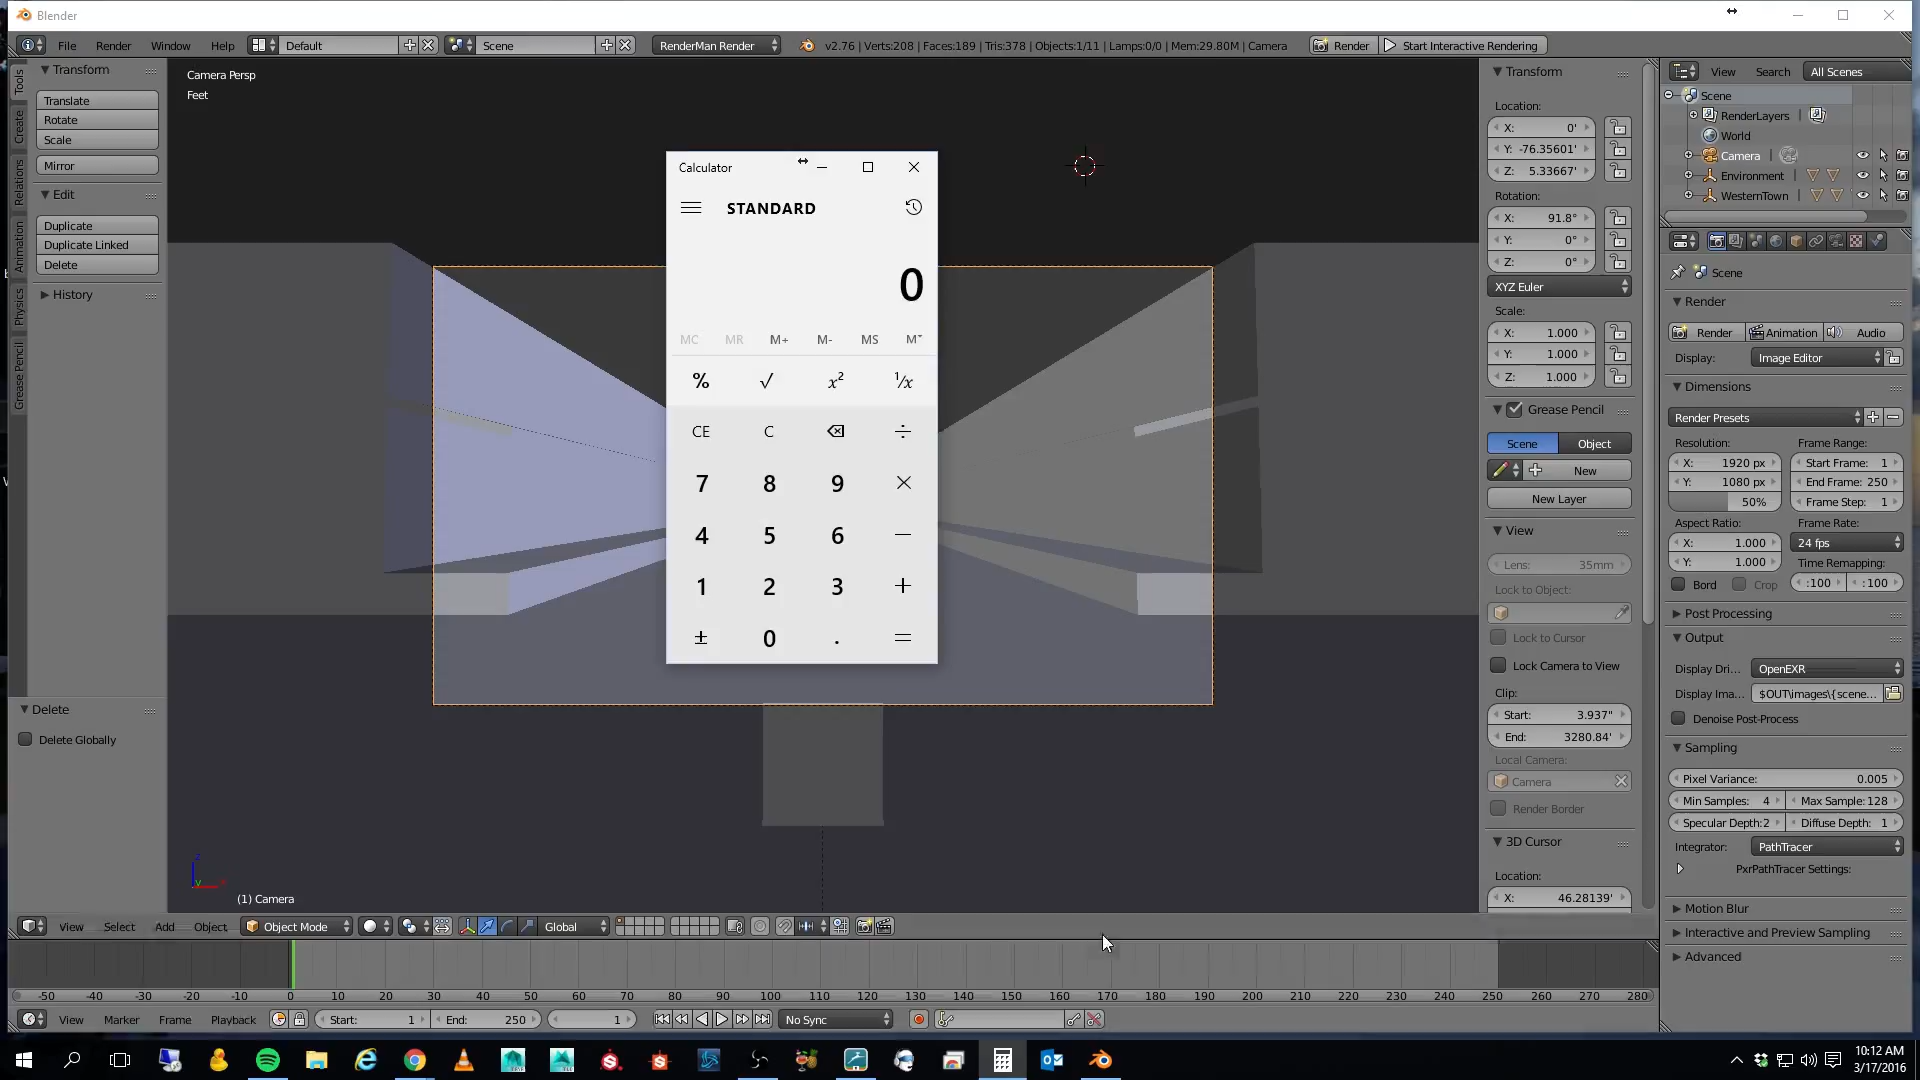 Blender
File Render Window Help Default Scene RenderMan Render v2.76 | Verts:208 | Faces:189 | Tris:378 | Objects:1/11 | Lamps:0/0 | Mem:29.80M | Camera Render Start Interactive Rendering
Tools
Create
Relations
Animation
Physics
Grease Pencil
Transform
Translate
Rotate
Scale
Mirror
Edit
Duplicate
Duplicate Linked
Delete
History
Delete
Delete Globally
Camera Persp
Feet
Calculator
STANDARD
0
MC MR M+ M- MS M
% √ x² ¹/x
CE C ÷
7 8 9 ×
4 5 6 −
1 2 3 +
± 0 . =
(1) Camera
Transform
Location:
X: 0'
Y: -76.35601'
Z: 5.33667'
Rotation:
X: 91.8°
Y: 0°
Z: 0°
XYZ Euler
Scale:
X: 1.000
Y: 1.000
Z: 1.000
Grease Pencil
Scene Object
New
New Layer
View
Lens: 35mm
Lock to Object:
Lock to Cursor
Lock Camera to View
Clip:
Start: 3.937"
End: 3280.84'
Local Camera:
Camera
Render Border
3D Cursor
Location:
X: 46.28139'
View Search All Scenes
Scene
RenderLayers
World
Camera
Environment
WesternTown
Scene
Render
Render Animation Audio
Display: Image Editor
Dimensions
Render Presets
Resolution: Frame Range:
X: 1920 px Start Frame: 1
Y: 1080 px End Frame: 250
50% Frame Step: 1
Aspect Ratio: Frame Rate:
X: 1.000 24 fps
Y: 1.000 Time Remapping:
Bord Crop :100 :100
Post Processing
Output
Display Dri... OpenEXR
Display Ima... $OUT\images\{scene...
Denoise Post-Process
Sampling
Pixel Variance: 0.005
Min Samples: 4 Max Sample: 128
Specular Depth:2 Diffuse Depth: 1
Integrator: PathTracer
PxrPathTracer Settings:
Motion Blur
Interactive and Preview Sampling
Advanced
View Select Add Object Object Mode Global
-50 -40 -30 -20 -10 0 10 20 30 40 50 60 70 80 90 100 110 120 130 140 150 160 170 180 190 200 210 220 230 240 250 260 270 280
View Marker Frame Playback Start: 1 End: 250 1 No Sync
10:12 AM
3/17/2016